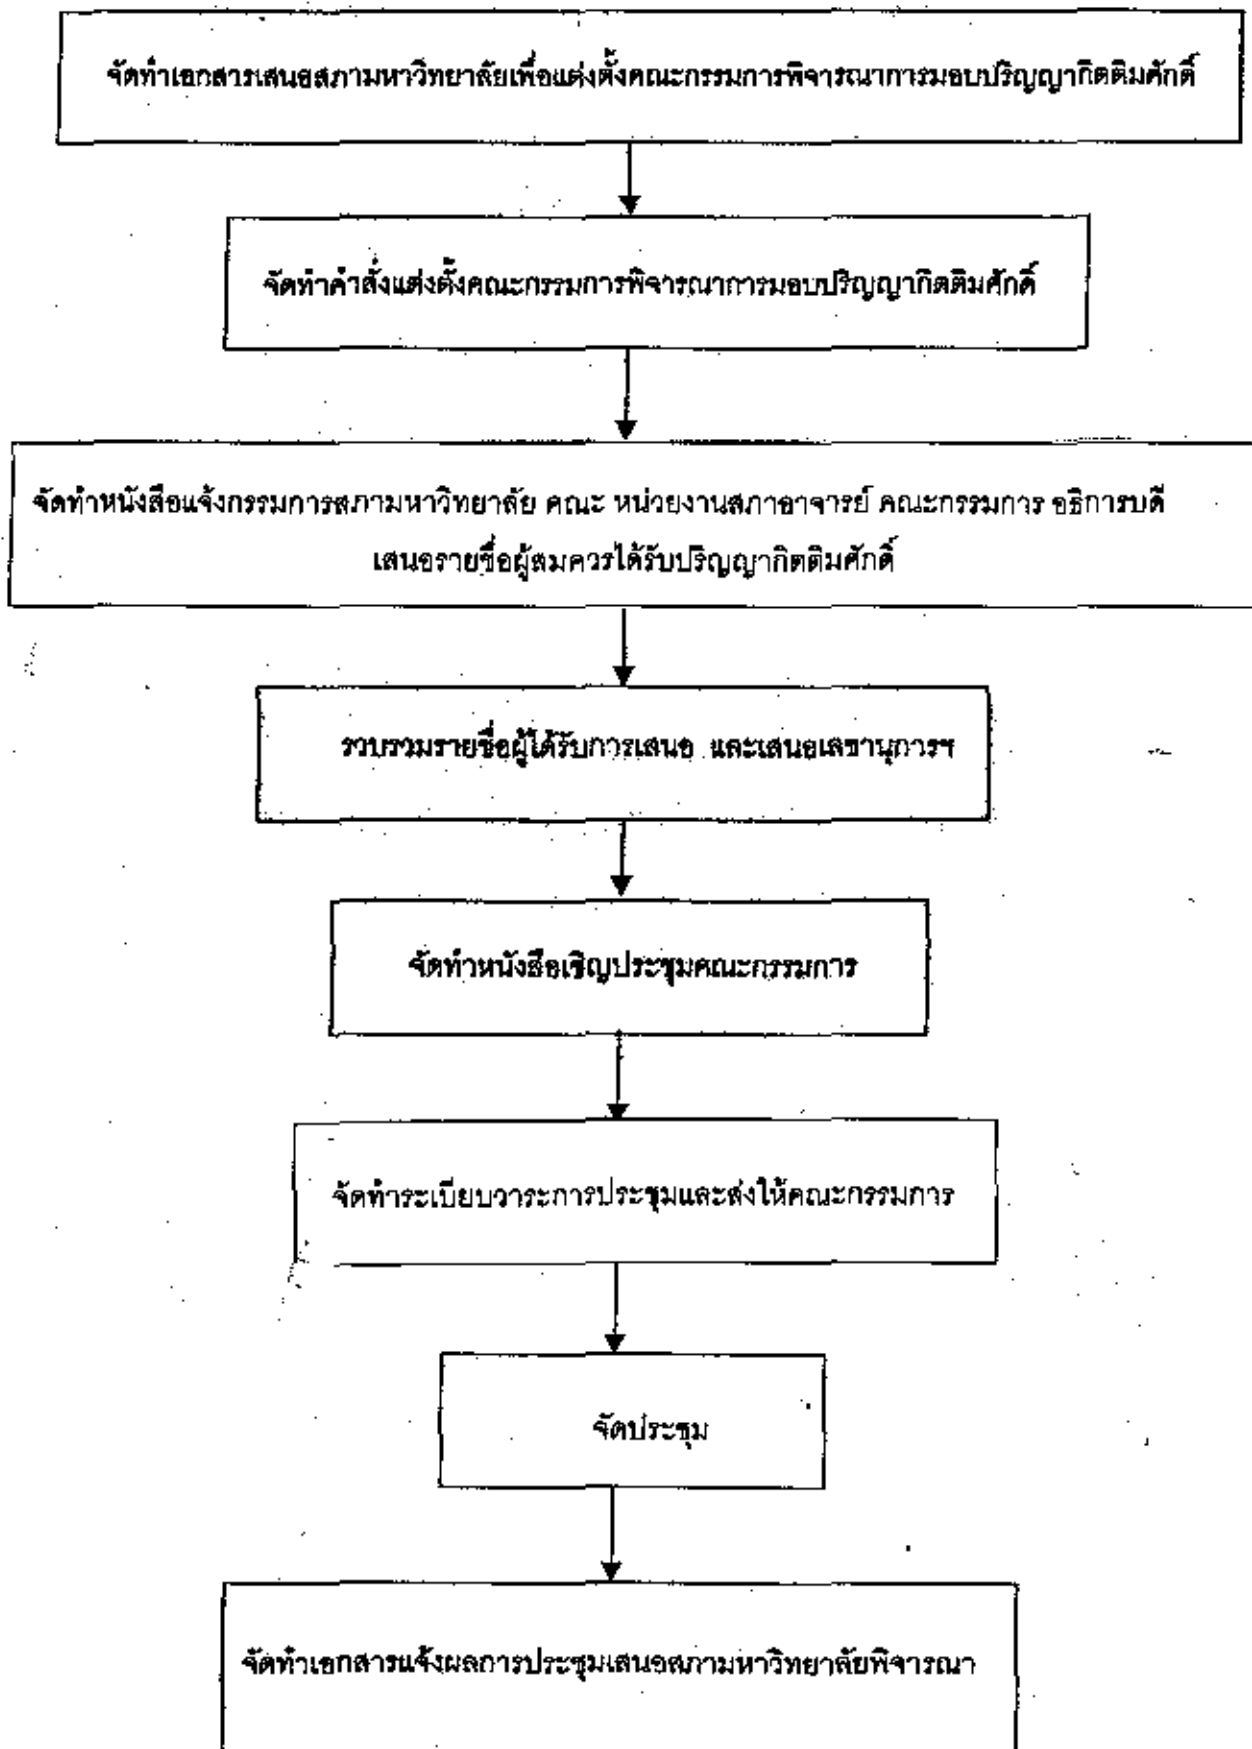 จัดทำเอกสารเสนอสภามหาวิทยาลัยเพื่อแต่งตั้งคณะกรรมการพิจารณาการมอบปริญญากิตติมศักดิ์
จัดทำคำสั่งแต่งตั้งคณะกรรมการพิจารณาการมอบปริญญากิตติมศักดิ์
จัดทำหนังสือแจ้งกรรมการสภามหาวิทยาลัย คณะ หน่วยงานสภาอาจารย์ คณะกรรมการ อธิการบดี
เสนอรายชื่อผู้สมควรได้รับปริญญากิตติมศักดิ์
รวบรวมรายชื่อผู้ได้รับการเสนอ และเสนอเลขานุการฯ
จัดทำหนังสือเชิญประชุมคณะกรรมการ
จัดทำระเบียบวาระการประชุมและส่งให้คณะกรรมการ
จัดประชุม
จัดทำเอกสารแจ้งผลการประชุมเสนอสภามหาวิทยาลัยพิจารณา